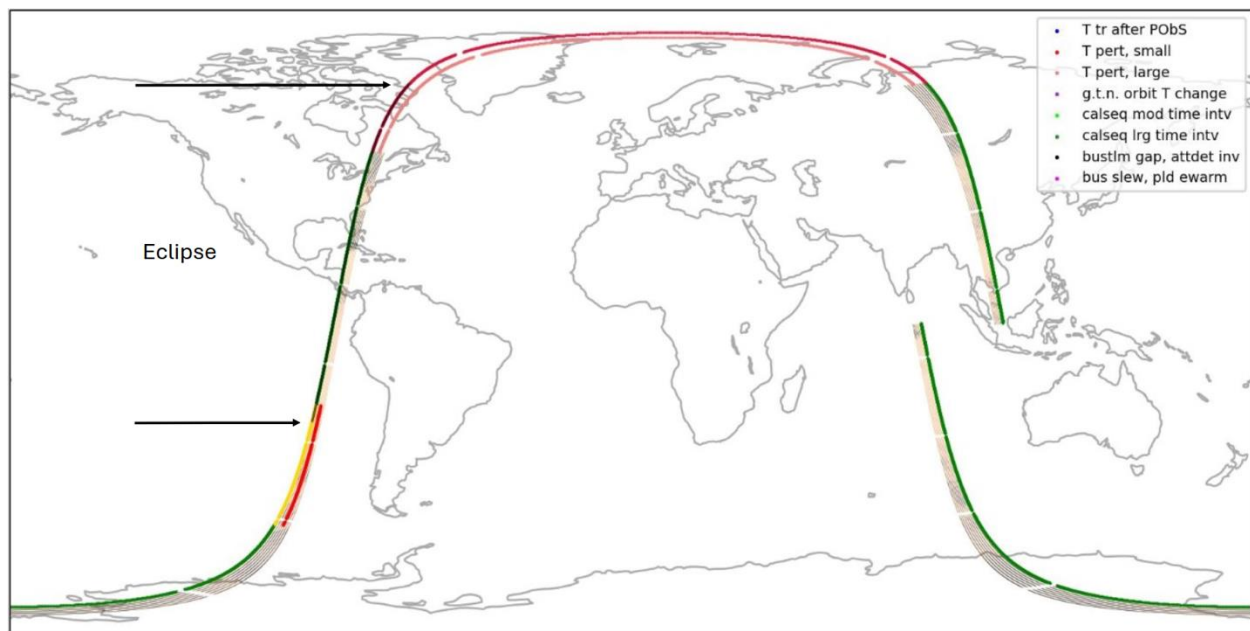 T tr after PObS
T pert, small
T pert, large
g.t.n. orbit T change
calseq mod time intv
calseq lrg time intv
bustlm gap, attdet inv
bus slew, pld ewarm
Eclipse